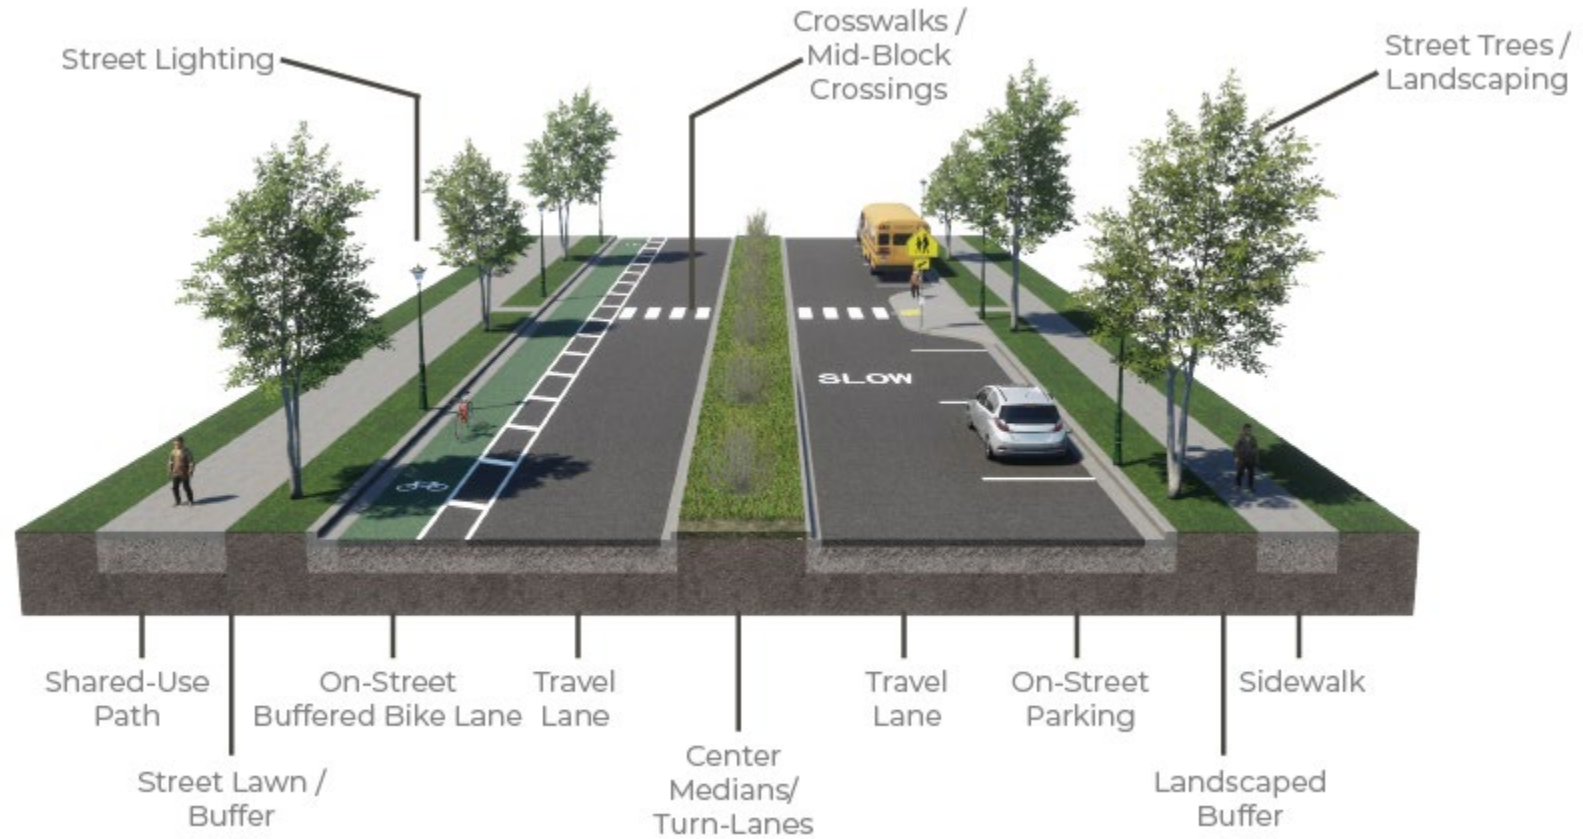 Street Lighting
Crosswalks /
Mid-Block
Crossings
Street Trees /
Landscaping
SLOW
Shared-Use
Path
Street Lawn /
Buffer
On-Street
Buffered Bike Lane
Travel
Lane
Center
Medians/
Turn-Lanes
Travel
Lane
On-Street
Parking
Landscaped
Buffer
Sidewalk